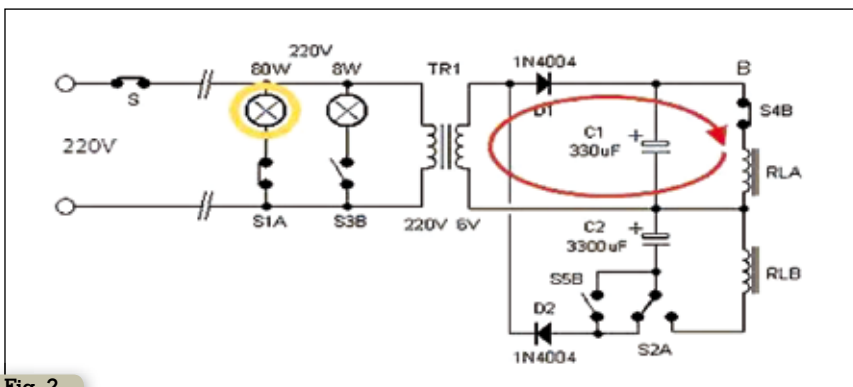 220V
80W
8W
TR1
1N4004
B
S
D1
S4B
C1
+
330uF
220V
RLA
S1A
S3B
220V 6V
C2
+
3300uF
S5B
RLB
D2
S2A
1N4004
Fig. 2